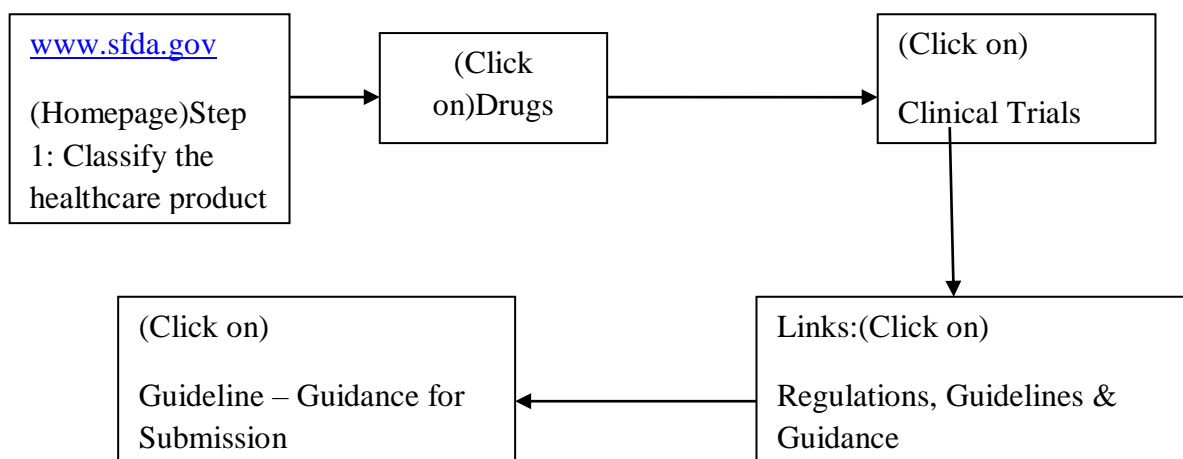 www.sfda.gov
(Homepage)Step
1: Classify the
healthcare product
(Click
on)Drugs
(Click on)
Clinical Trials
Links:(Click on)
Regulations, Guidelines &
Guidance
(Click on)
Guideline – Guidance for
Submission